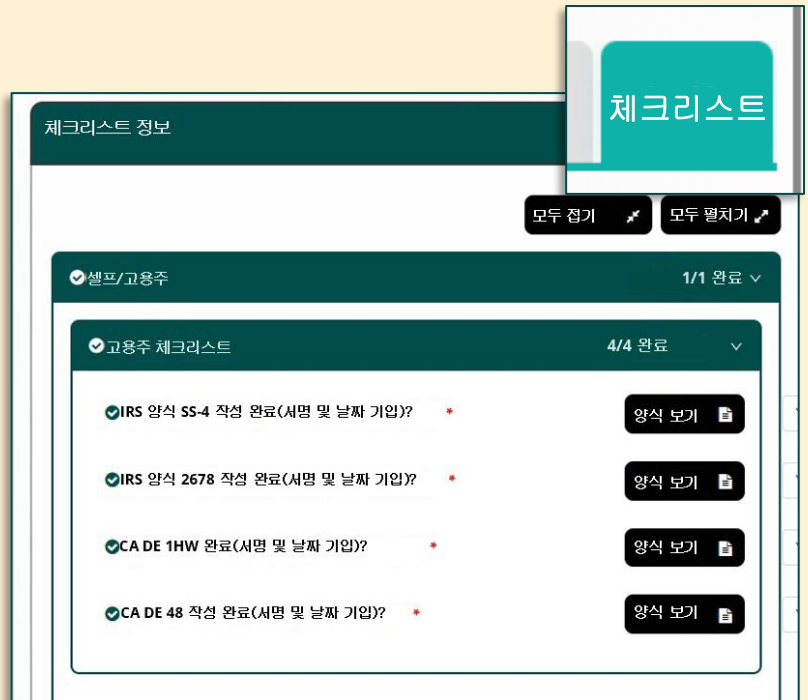 체크리스트
체크리스트 정보
모두 접기
모두 펼치기
셀프/고용주
1/1 완료
고용주 체크리스트
4/4 완료
IRS 양식 SS-4 작성 완료(서명 및 날짜 기입)? *
양식 보기
IRS 양식 2678 작성 완료(서명 및 날짜 기입)? *
양식 보기
CA DE 1HW 완료(서명 및 날짜 기입)? *
양식 보기
CA DE 48 작성 완료(서명 및 날짜 기입)? *
양식 보기